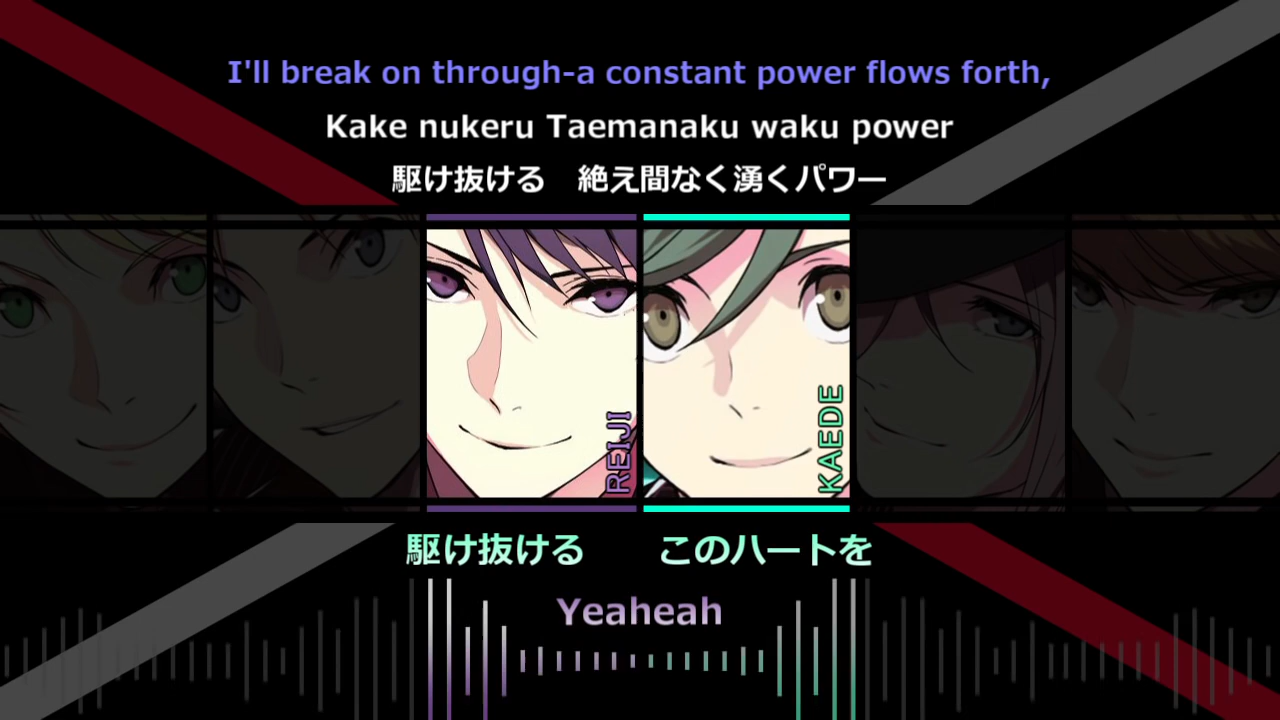 I'll break on through-a constant power flows forth,
Kake nukeru Taemanaku waku power
駆け抜ける　絶え間なく湧くパワー
REIJI
KAEDE
駆け抜ける　　このハートを
Yeaheah